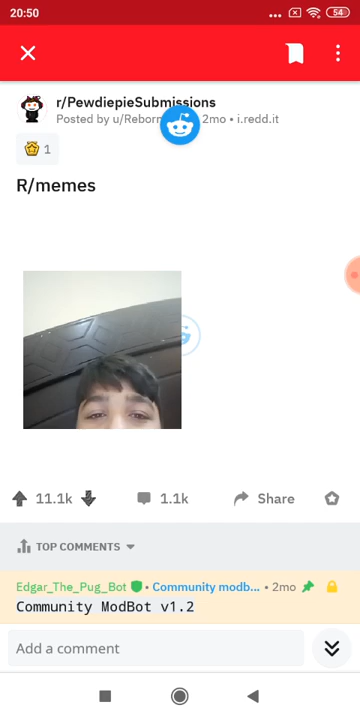 20:50
54
r/PewdiepieSubmissions
Posted by u/Reborn 2mo • i.redd.it
1
R/memes
11.1k
1.1k
Share
TOP COMMENTS
Edgar_The_Pug_Bot • Community modb... • 2mo
Community ModBot v1.2
Add a comment